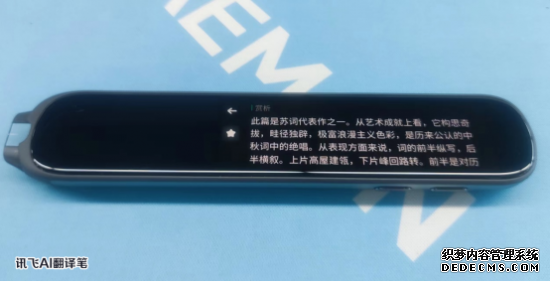 EM
N
赏析
此篇是苏词代表作之一。从艺术成就上看，它构思奇
拔，畦径独辟，极富浪漫主义色彩，是历来公认的中
秋词中的绝唱。从表现方面来说，词的前半纵写，后
半横叙。上片高屋建瓴，下片峰回路转。前半是对历
讯飞AI翻译笔
织梦内容管理系统
DEDECMS.COM